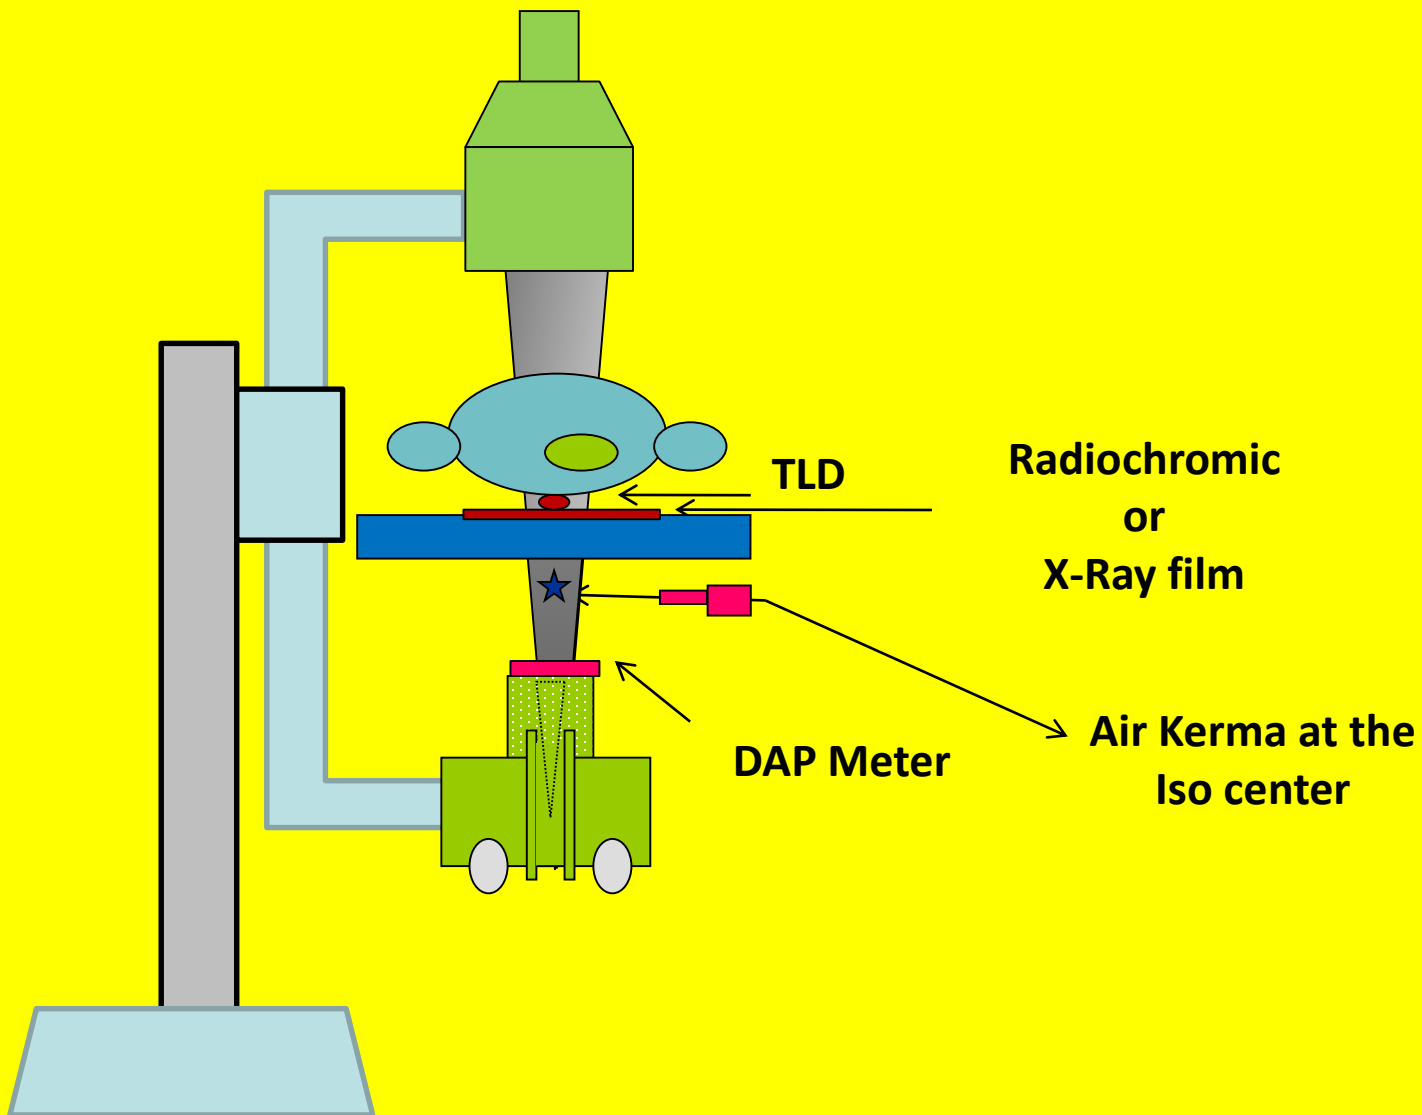 TLD
Radiochromic
or
X-Ray film
DAP Meter
Air Kerma at the
Iso center